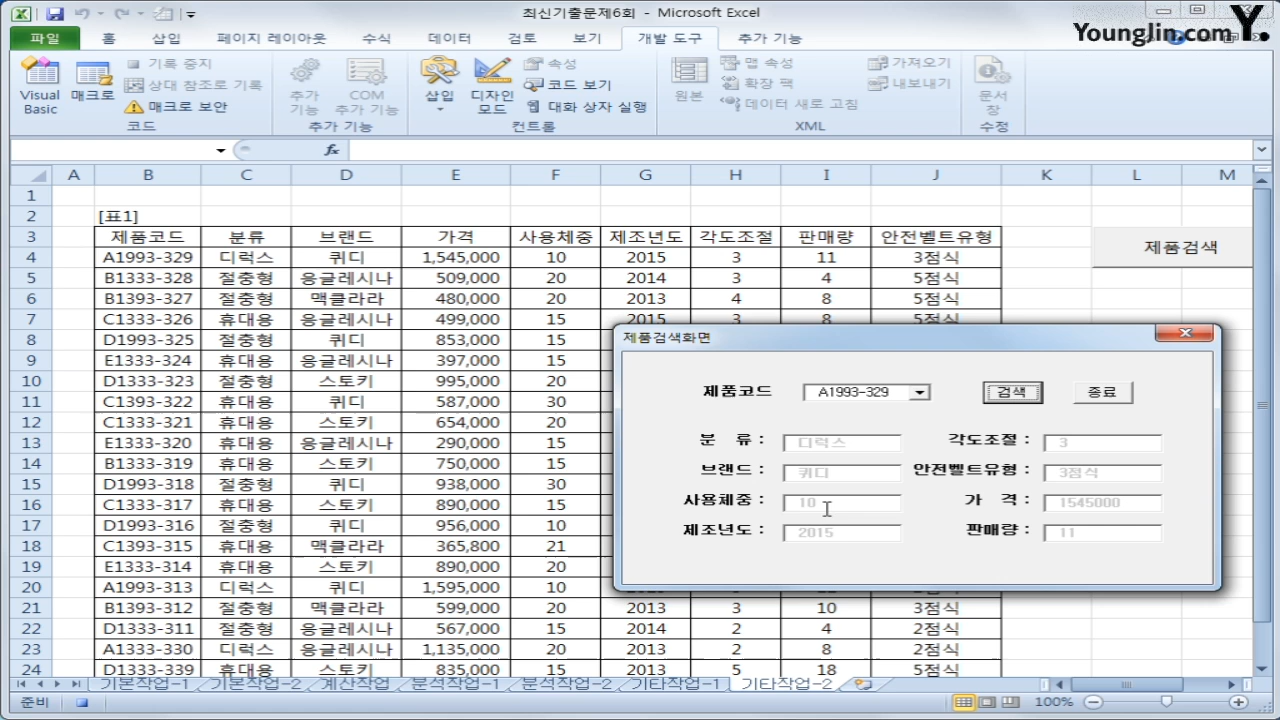 최신기출문제6회 - Microsoft Excel
Younglin.com Y.
파일 홈 삽입 페이지 레이아웃 수식 데이터 검토 보기 개발 도구 추가 기능
Visual Basic
매크로
기록 중지
상대 참조로 기록
매크로 보안
코드
추가 기능
COM 추가 기능
추가 기능
삽입
디자인 모드
속성
코드 보기
대화 상자 실행
컨트롤
원본
맵 속성
확장 팩
데이터 새로 고침
가져오기
내보내기
XML
문서 창
수정
fx
A B C D E F G H I J K L M
1
2 [표1]
3 제품코드 분류 브랜드 가격 사용체중 제조년도 각도조절 판매량 안전벨트유형
제품검색
4 A1993-329 디럭스 퀴디 1,545,000 10 2015 3 11 3점식
5 B1333-328 절충형 응글레시나 509,000 20 2014 3 4 5점식
6 B1393-327 절충형 맥클라라 480,000 20 2013 4 8 5점식
7 C1333-326 휴대용 응글레시나 499,000 15 2015 3 8 5점식
8 D1993-325 절충형 퀴디 853,000 15
9 E1333-324 휴대용 응글레시나 397,000 15
10 D1333-323 절충형 스토키 995,000 20
11 C1393-322 휴대용 퀴디 587,000 30
12 C1333-321 휴대용 스토키 654,000 20
13 E1333-320 휴대용 응글레시나 290,000 15
14 B1333-319 휴대용 스토키 750,000 15
15 D1993-318 절충형 퀴디 938,000 30
16 C1333-317 휴대용 스토키 890,000 15
17 D1993-316 절충형 퀴디 956,000 10
18 C1393-315 휴대용 맥클라라 365,800 21
19 E1333-314 휴대용 스토키 890,000 20
20 A1993-313 디럭스 퀴디 1,595,000 10
21 B1393-312 절충형 맥클라라 599,000 20 2013 3 10 3점식
22 D1333-311 절충형 응글레시나 567,000 15 2014 2 4 2점식
23 A1333-330 디럭스 응글레시나 1,135,000 20 2013 2 8 2점식
24 D1333-339 휴대용 스토키 835,000 15 2013 5 18 5점식
제품검색화면
제품코드 A1993-329 검색 종료
분 류 : 디럭스 각도조절 : 3
브랜드 : 퀴디 안전벨트유형 : 3점식
사용체중 : 10 가 격 : 1545000
제조년도 : 2015 판매량 : 11
기본작업-1 기본작업-2 계산작업 분석작업-1 분석작업-2 기타작업-1 기타작업-2
준비 100%